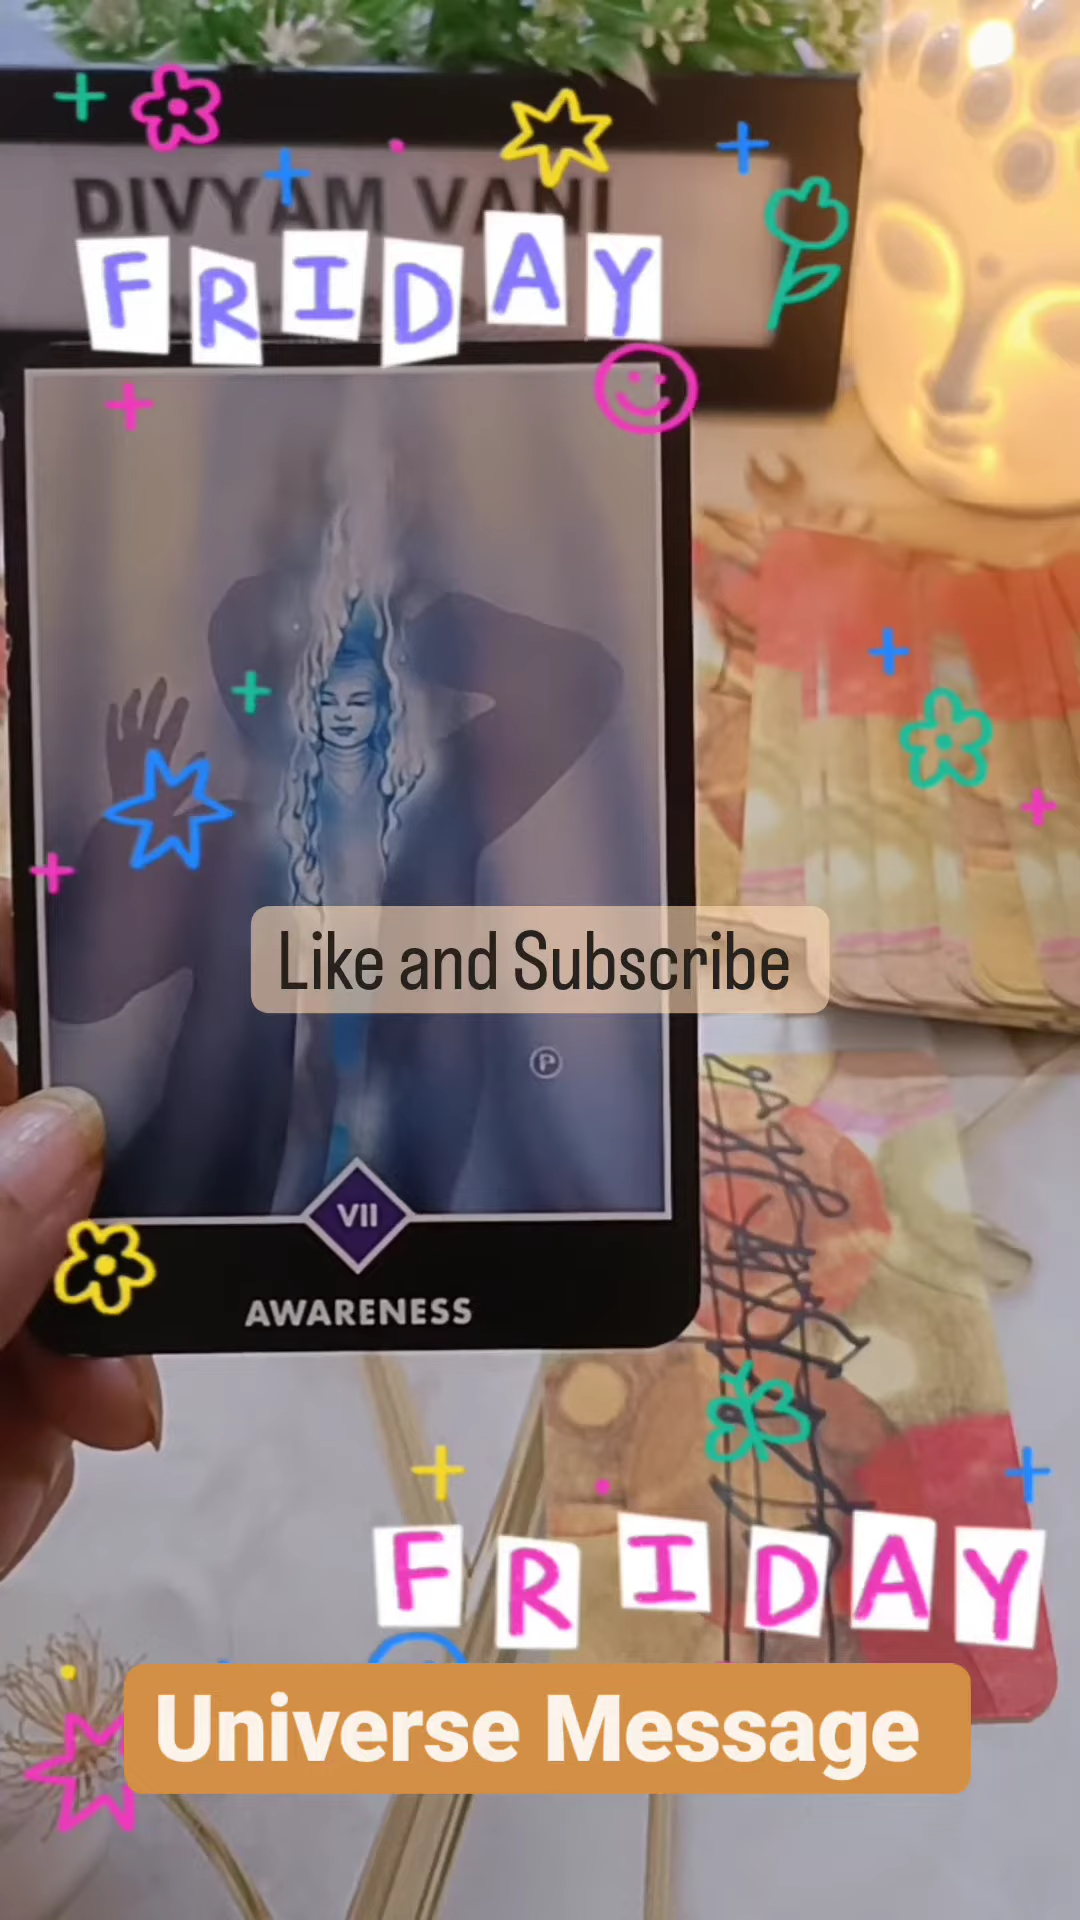 DIVYAM VANI
FRIDAY
Like and Subscribe
P
VII
AWARENESS
FRIDAY
Universe Message